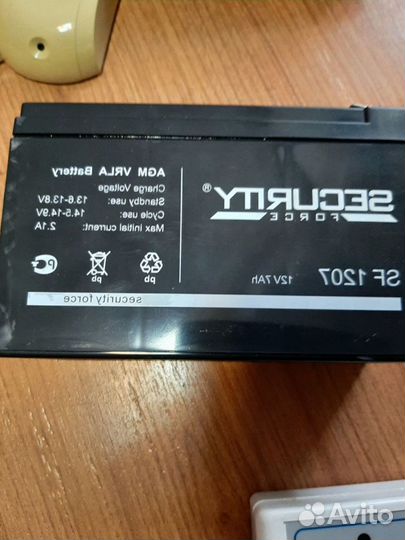 SECURITY®
FORCE
AGM VRLA Battery
Charge Voltage
Standby use: 13.6-13.8V
Cycle use: 14.5-14.9V
Max initial current: 2.1A
SF 1207 12V 7Ah
Pb Pb
security force
Avito